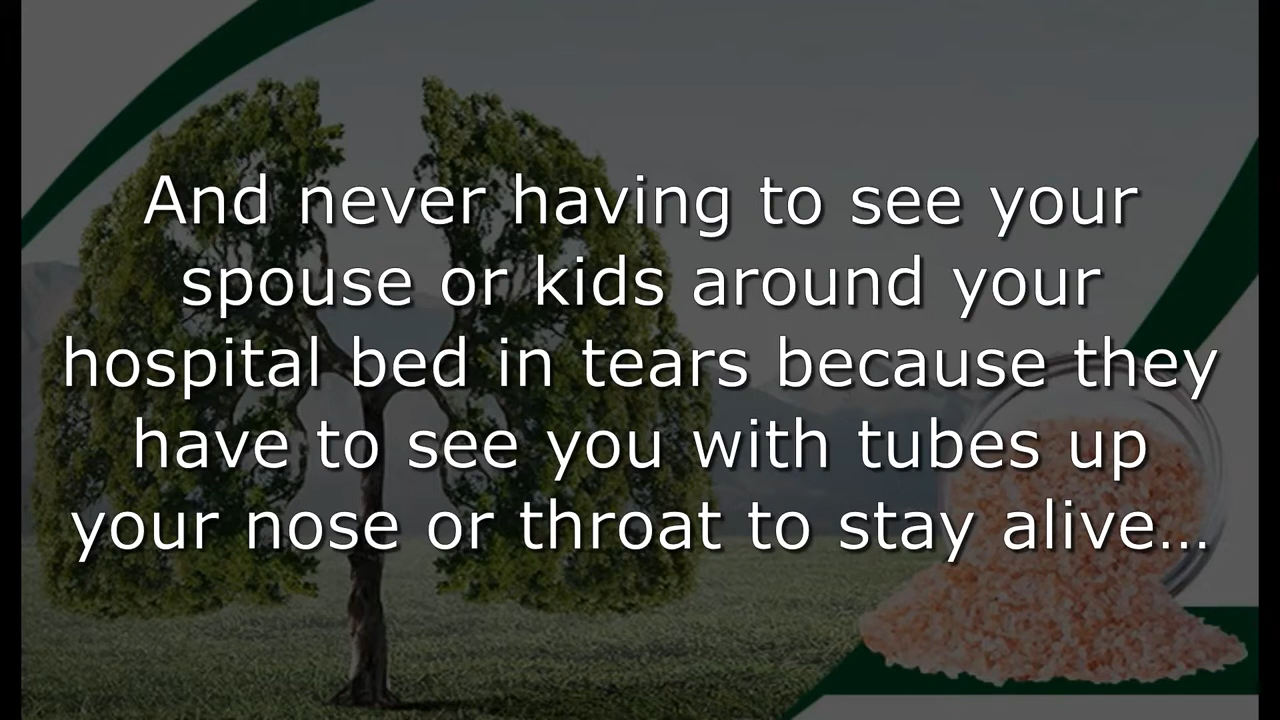 And never having to see your
spouse or kids around your
hospital bed in tears because they
have to see you with tubes up
your nose or throat to stay alive…